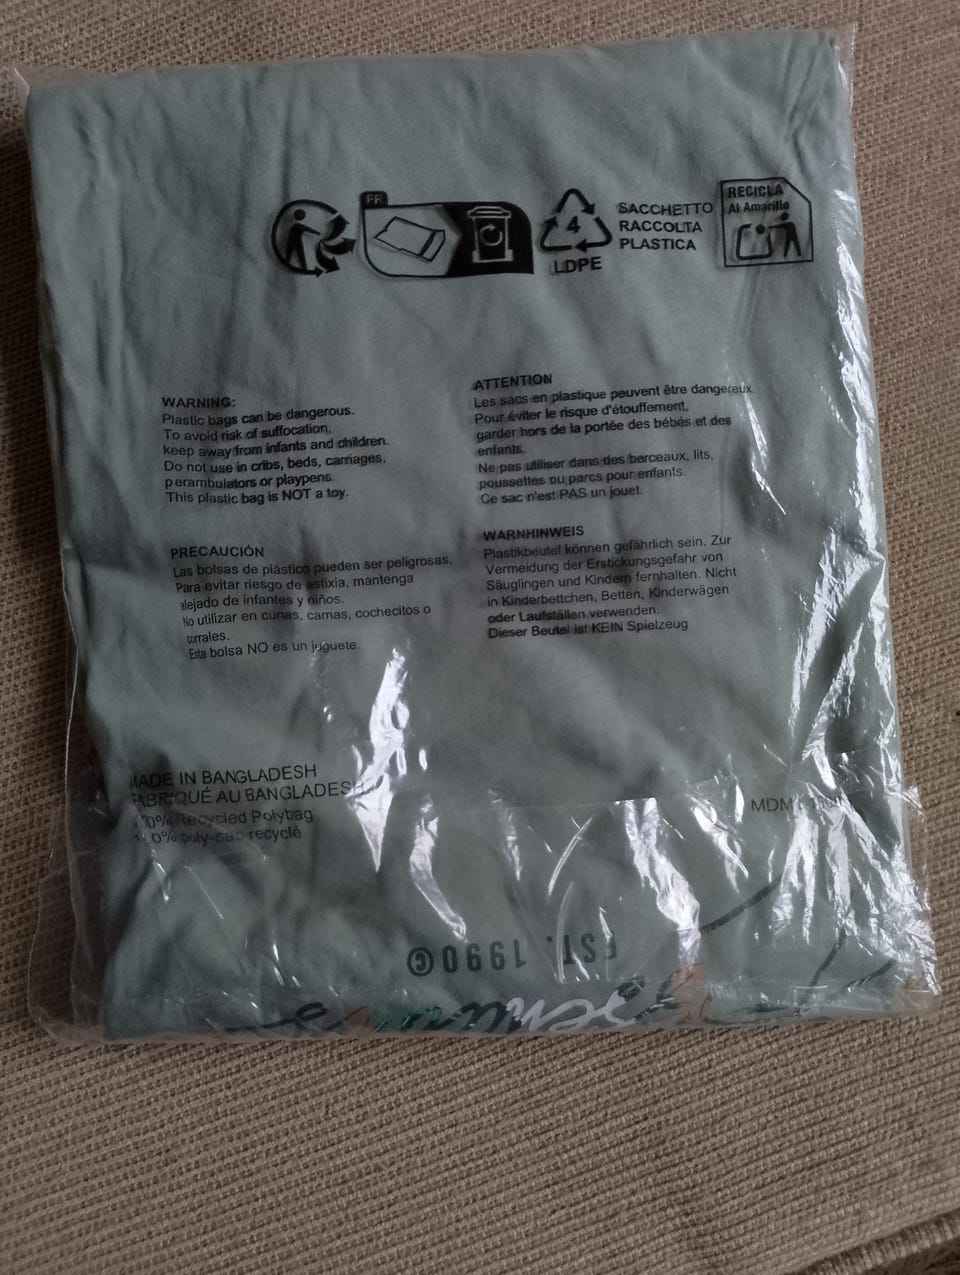 FR
4
LDPE
SACCHETTO
RACCOLTA
PLASTICA
RECICLA
Al Amarillo
WARNING:
Plastic bags can be dangerous.
To avoid risk of suffocation,
keep away from infants and children.
Do not use in cribs, beds, carriages,
perambulators or playpens.
This plastic bag is NOT a toy.
ATTENTION
Les sacs en plastique peuvent être dangereux.
Pour éviter le risque d'étouffement,
garder hors de la portée des bébés et des
enfants.
Ne pas utiliser dans des berceaux, lits,
poussettes ou parcs pour enfants.
Ce sac n'est PAS un jouet.
PRECAUCIÓN
Las bolsas de plástico pueden ser peligrosas.
Para evitar riesgo de asfixia, mantenga
alejado de infantes y niños.
No utilizar en cunas, camas, cochecitos o
corrales.
Esta bolsa NO es un juguete.
WARNHINWEIS
Plastikbeutel können gefährlich sein. Zur
Vermeidung der Erstickungsgefahr von
Säuglingen und Kindern fernhalten. Nicht
in Kinderbettchen, Betten, Kinderwägen
oder Laufställen verwenden.
Dieser Beutel ist KEIN Spielzeug
MADE IN BANGLADESH
FABRIQUÉ AU BANGLADESH
100% Recycled Polybag
100% poly-sac recyclé
EST. 1990©